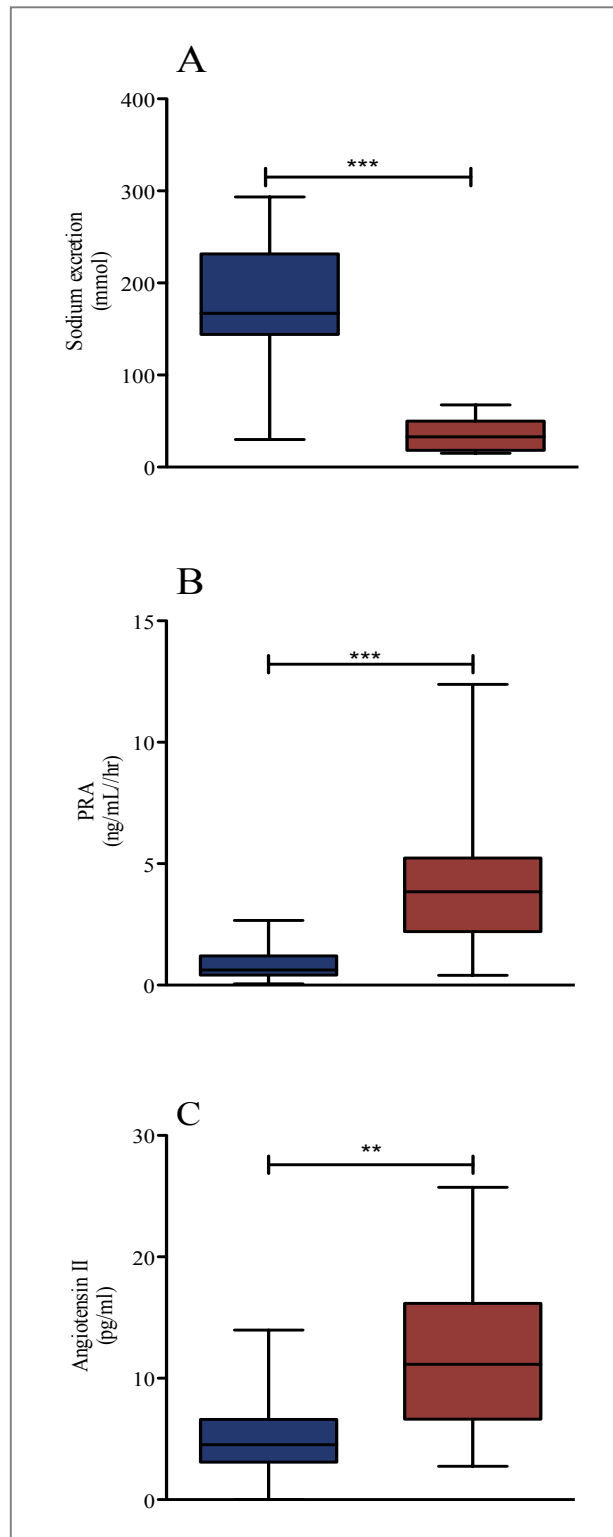 A
400
300
200
100
0
Sodium excretion
(mmol)
***
B
15
10
5
0
PRA
(ng/mL//hr)
***
C
30
20
10
0
Angiotensin II
(pg/ml)
**